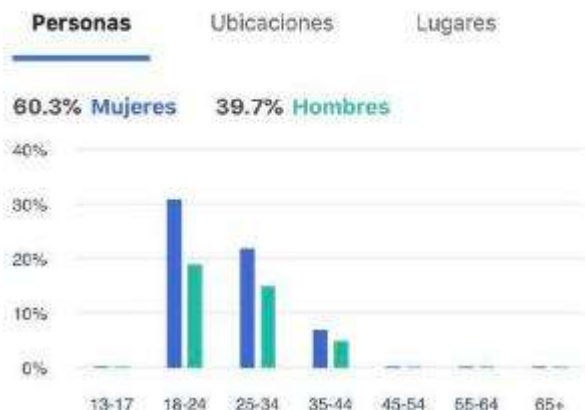 Personas Ubicaciones Lugares
60.3% Mujeres 39.7% Hombres
40%
30%
20%
10%
0%
13-17 18-24 25-34 35-44 45-54 55-64 65+